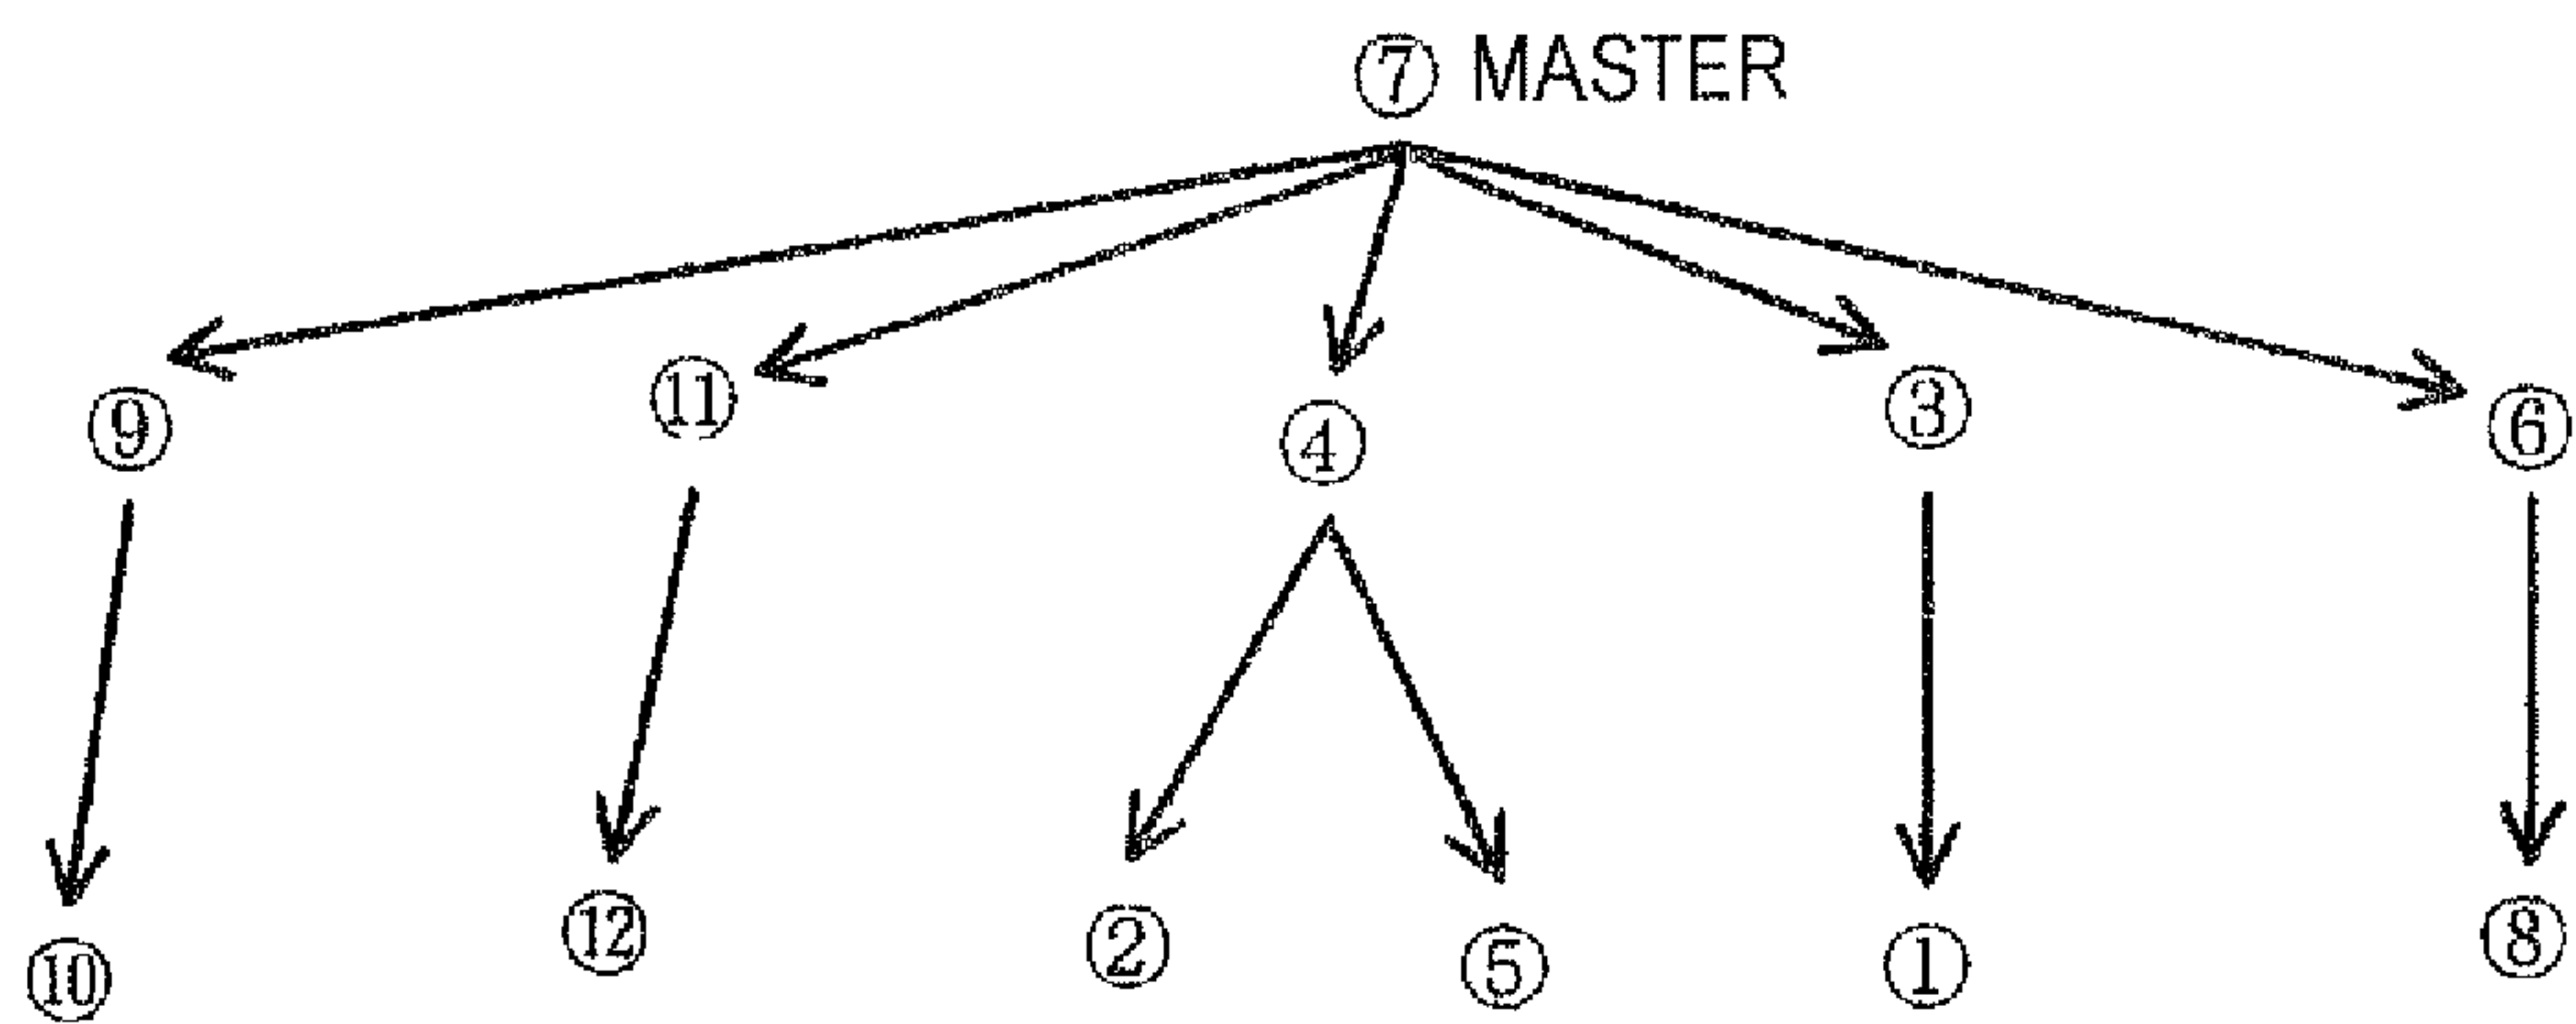 ⑦ MASTER
⑨ ⑪ ④ ③ ⑥
⑩ ⑫ ② ⑤ ① ⑧